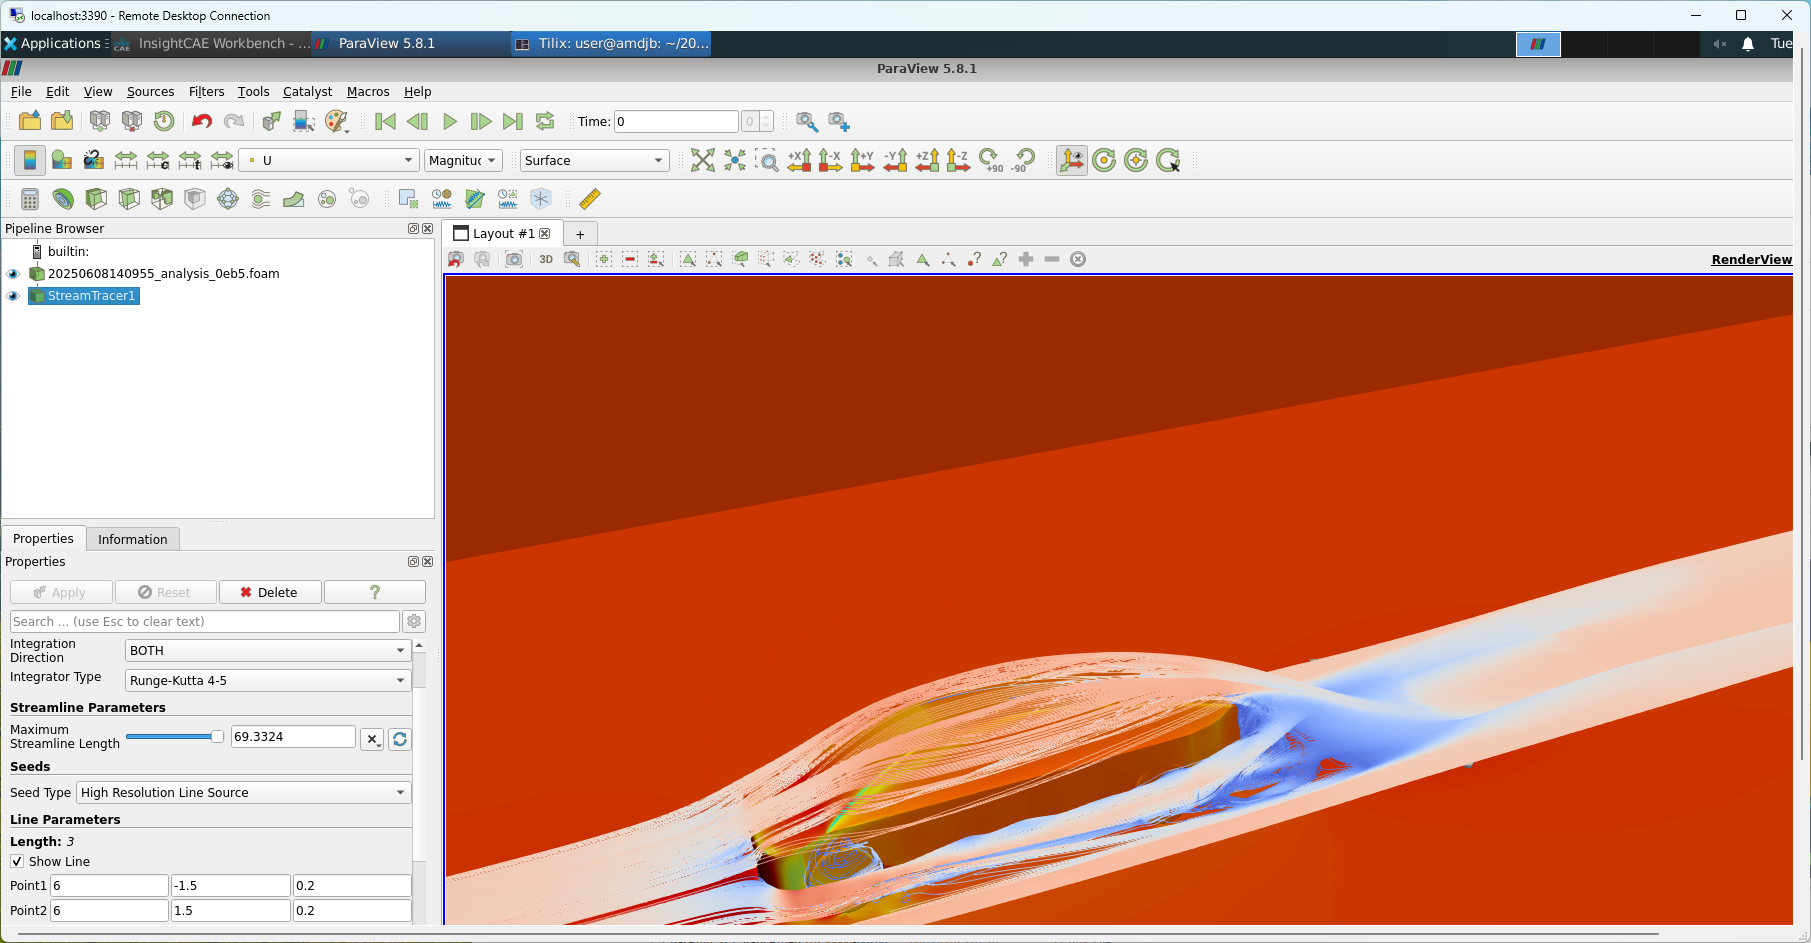 localhost:3390 - Remote Desktop Connection
Applications InsightCAE Workbench - ... ParaView 5.8.1 Tilix: user@amdjb: ~/20... Tue
ParaView 5.8.1
File Edit View Sources Filters Tools Catalyst Macros Help
Time: 0 0
U Magnituc Surface +X -X +Y -Y +Z -Z +90 -90
Pipeline Browser
Layout #1 +
builtin:
3D
RenderView
20250608140955_analysis_0eb5.foam
StreamTracer1
Properties Information
Properties
Apply Reset Delete ?
Search ... (use Esc to clear text)
Integration
Direction BOTH
Integrator Type Runge-Kutta 4-5
Streamline Parameters
Maximum
Streamline Length 69.3324
Seeds
Seed Type High Resolution Line Source
Line Parameters
Length: 3
Show Line
Point1 6 -1.5 0.2
Point2 6 1.5 0.2